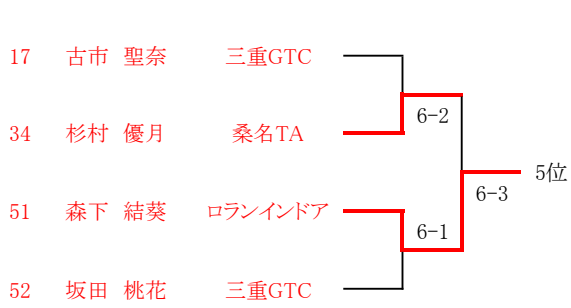 17 古市 聖奈 三重GTC
6-2
34 杉村 優月 桑名TA
5位
6-3
51 森下 結葵 ロランインドア
6-1
52 坂田 桃花 三重GTC